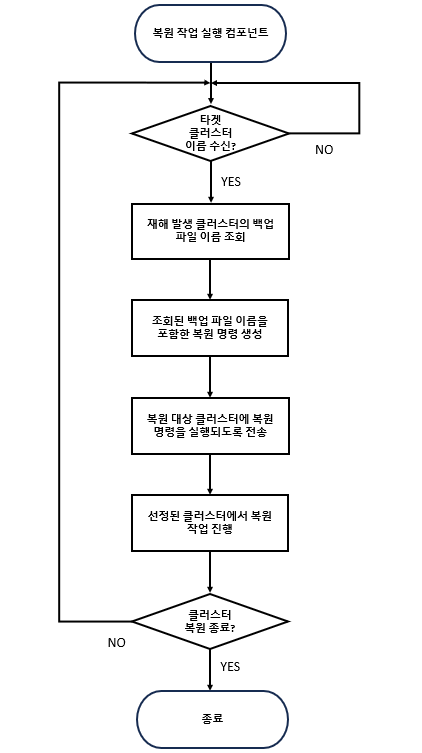 복원 작업 실행 컴포넌트
타겟
클러스터
이름 수신?
NO
YES
재해 발생 클러스터의 백업
파일 이름 조회
조회된 백업 파일 이름을
포함한 복원 명령 생성
복원 대상 클러스터에 복원
명령을 실행되도록 전송
선정된 클러스터에서 복원
작업 진행
클러스터
복원 종료?
NO
YES
종료